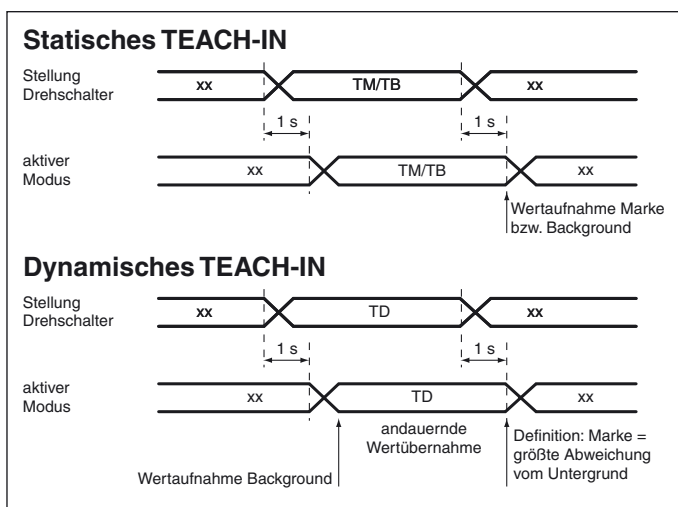 Statisches TEACH-IN
Stellung
Drehschalter
xx TM/TB xx
1 s 1 s
aktiver
Modus
xx TM/TB xx
Wertaufnahme Marke
bzw. Background
Dynamisches TEACH-IN
Stellung
Drehschalter
xx TD xx
1 s 1 s
aktiver
Modus
xx TD xx
andauernde
Wertübernahme
Definition: Marke =
größte Abweichung
vom Untergrund
Wertaufnahme Background